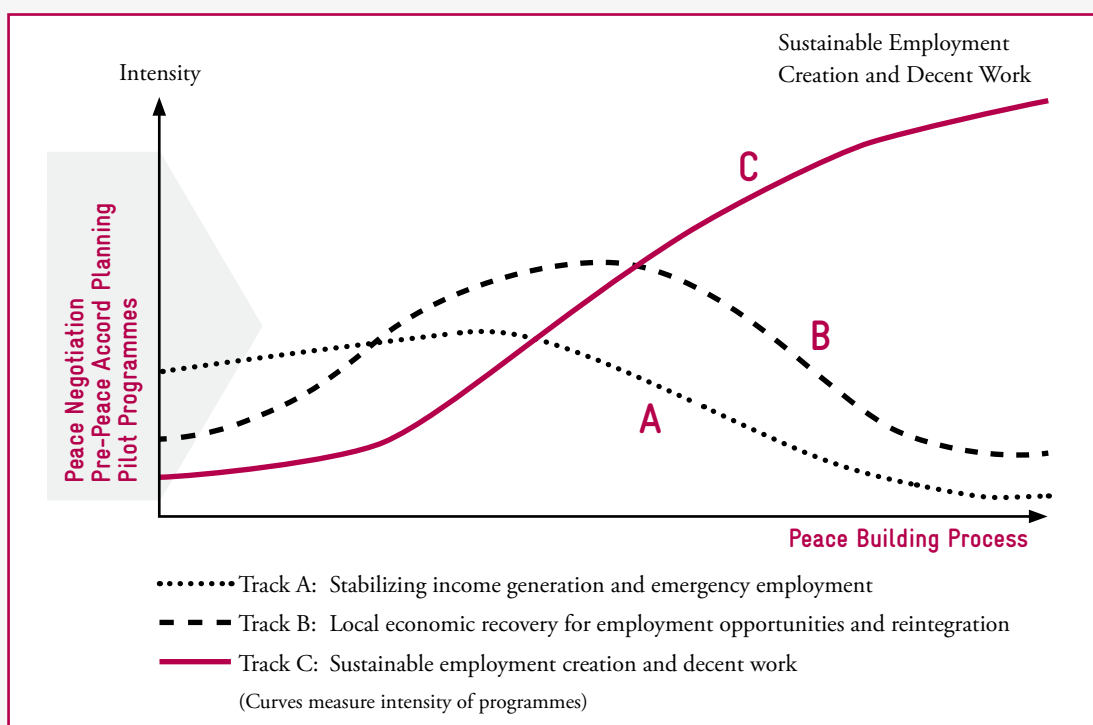 Sustainable Employment
Creation and Decent Work
Intensity
Peace Negotiation
Pre-Peace Accord Planning
Pilot Programmes
C
B
A
Peace Building Process
Track A: Stabilizing income generation and emergency employment
Track B: Local economic recovery for employment opportunities and reintegration
Track C: Sustainable employment creation and decent work
(Curves measure intensity of programmes)